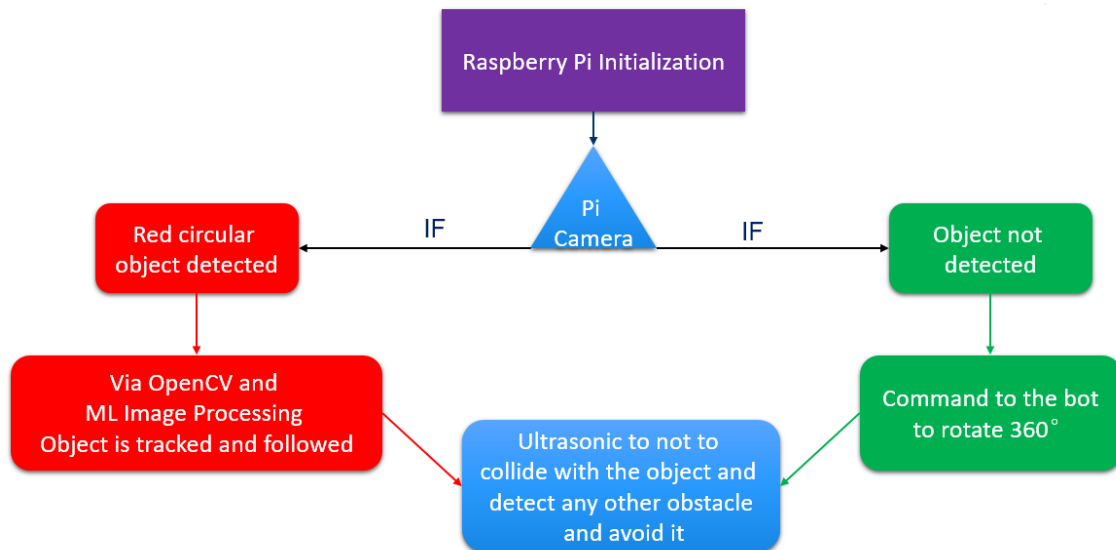 Raspberry Pi Initialization
Pi
Camera
IF
IF
Red circular
object detected
Object not
detected
Via OpenCV and
ML Image Processing
Object is tracked and followed
Command to the bot
to rotate 360°
Ultrasonic to not to
collide with the object and
detect any other obstacle
and avoid it